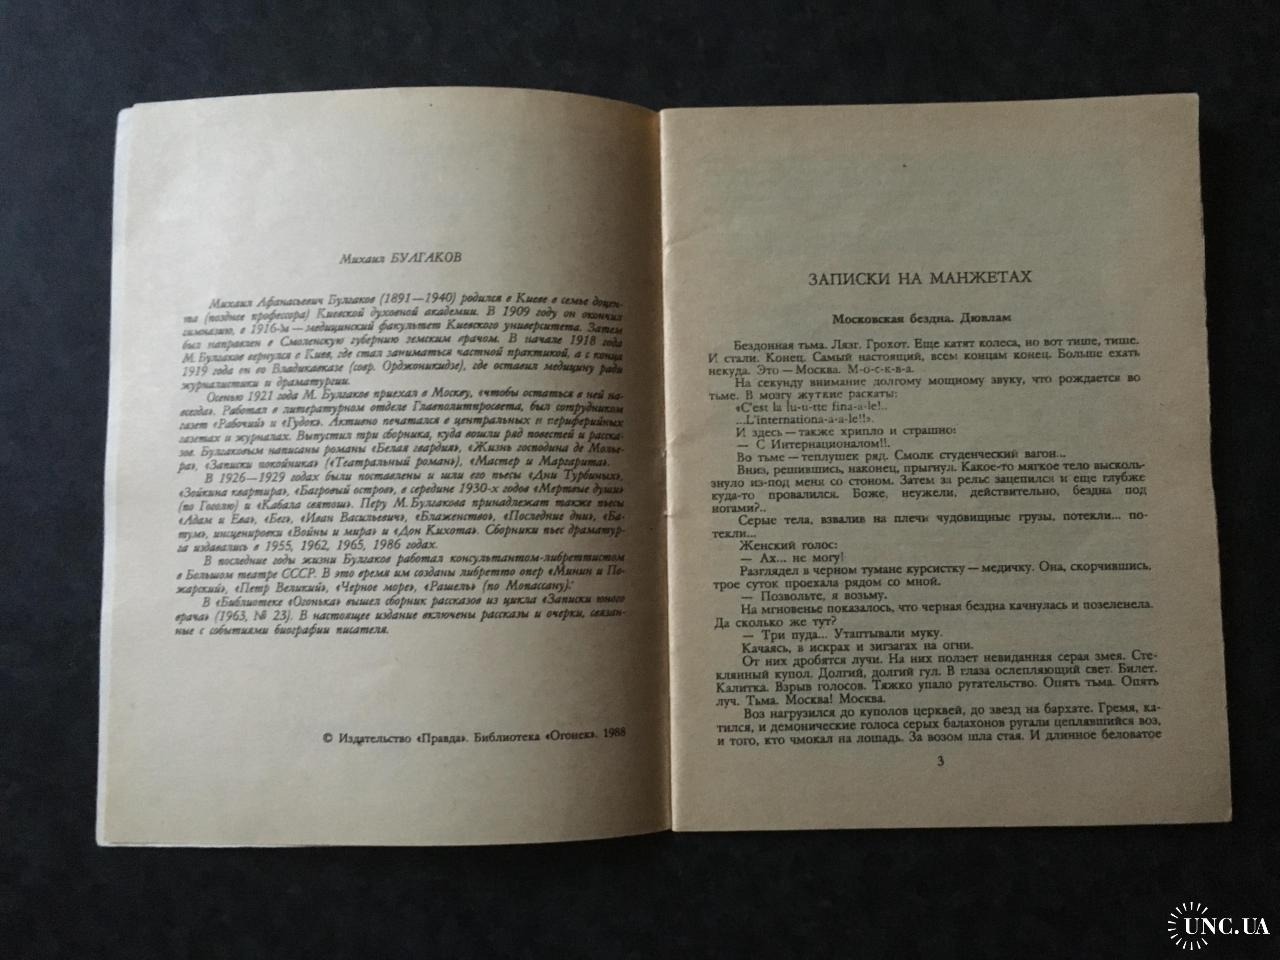 Михаил БУЛГАКОВ
Михаил Афанасьевич Булгаков (1891—1940) родился в Киеве в семье доцен-
та (позднее профессора) Киевской духовной академии. В 1909 году он окончил
гимназию, в 1916-м — медицинский факультет Киевского университета. Затем
был направлен в Смоленскую губернию земским врачом. В начале 1918 года
М. Булгаков вернулся в Киев, где стал заниматься частной практикой, а с конца
1919 года он во Владикавказе (совр. Орджоникидзе), где оставил медицину ради
журналистики и драматургии.
Осенью 1921 года М. Булгаков приехал в Москву, «чтобы остаться в ней на-
всегда». Работал в литературном отделе Главполитпросвета, был сотрудником
газет «Рабочий» и «Гудок». Активно печатался в центральных и периферийных
газетах и журналах. Выпустил три сборника, куда вошли ряд повестей и расска-
зов. Булгаковым написаны романы «Белая гвардия», «Жизнь господина де Молье-
ра», «Записки покойника» («Театральный роман»), «Мастер и Маргарита».
В 1926—1929 годах были поставлены и шли его пьесы «Дни Турбиных»,
«Зойкина квартира», «Багровый остров», в середине 1930-х годов «Мертвые души»
(по Гоголю) и «Кабала святош». Перу М. Булгакова принадлежат также пьесы
«Адам и Ева», «Бег», «Иван Васильевич», «Блаженство», «Последние дни», «Ба-
тум», инсценировки «Войны и мира» и «Дон Кихота». Сборники пьес драматур-
га издавались в 1955, 1962, 1965, 1986 годах.
В последние годы жизни Булгаков работал консультантом-либреттистом
в Большом театре СССР. В это время им созданы либретто опер «Минин и По-
жарский», «Петр Великий», «Черное море», «Рашель» (по Мопассану).
В «Библиотеке «Огонька» вышел сборник рассказов из цикла «Записки юного
врача» (1963, № 23). В настоящее издание включены рассказы и очерки, связан-
ные с событиями биографии писателя.
© Издательство «Правда». Библиотека «Огонек». 1988
ЗАПИСКИ НА МАНЖЕТАХ
Московская бездна. Дювлам
Бездонная тьма. Лязг. Грохот. Еще катят колеса, но вот тише, тише.
И стали. Конец. Самый настоящий, всем концам конец. Больше ехать
некуда. Это — Москва. М-о-с-к-в-а.
На секунду внимание долгому мощному звуку, что рождается во
тьме. В мозгу жуткие раскаты:
«C'est la lu-u-tte fina-a-le!..
...L'internationa-a-ale!!».
И здесь — также хрипло и страшно:
— С Интернационалом!!.
Во тьме — теплушек ряд. Смолк студенческий вагон...
Вниз, решившись, наконец, прыгнул. Какое-то мягкое тело выскольз-
нуло из-под меня со стоном. Затем за рельс зацепился и еще глубже
куда-то провалился. Боже, неужели, действительно, бездна под
ногами?..
Серые тела, взвалив на плечи чудовищные грузы, потекли... по-
текли...
Женский голос:
— Ах... не могу!
Разглядел в черном тумане курсистку — медичку. Она, скорчившись,
трое суток проехала рядом со мной.
— Позвольте, я возьму.
На мгновенье показалось, что черная бездна качнулась и позеленела.
Да сколько же тут?
— Три пуда... Утаптывали муку.
Качаясь, в искрах и зигзагах на огни.
От них дробятся лучи. На них ползет невиданная серая змея. Сте-
клянный купол. Долгий, долгий гул. В глаза ослепляющий свет. Билет.
Калитка. Взрыв голосов. Тяжко упало ругательство. Опять тьма. Опять
луч. Тьма. Москва! Москва.
Воз нагрузился до куполов церквей, до звезд на бархате. Гремя, ка-
тился, и демонические голоса серых балахонов ругали цеплявшийся воз,
и того, кто чмокал на лошадь. За возом шла стая. И длинное беловатое
3
UNC.UA